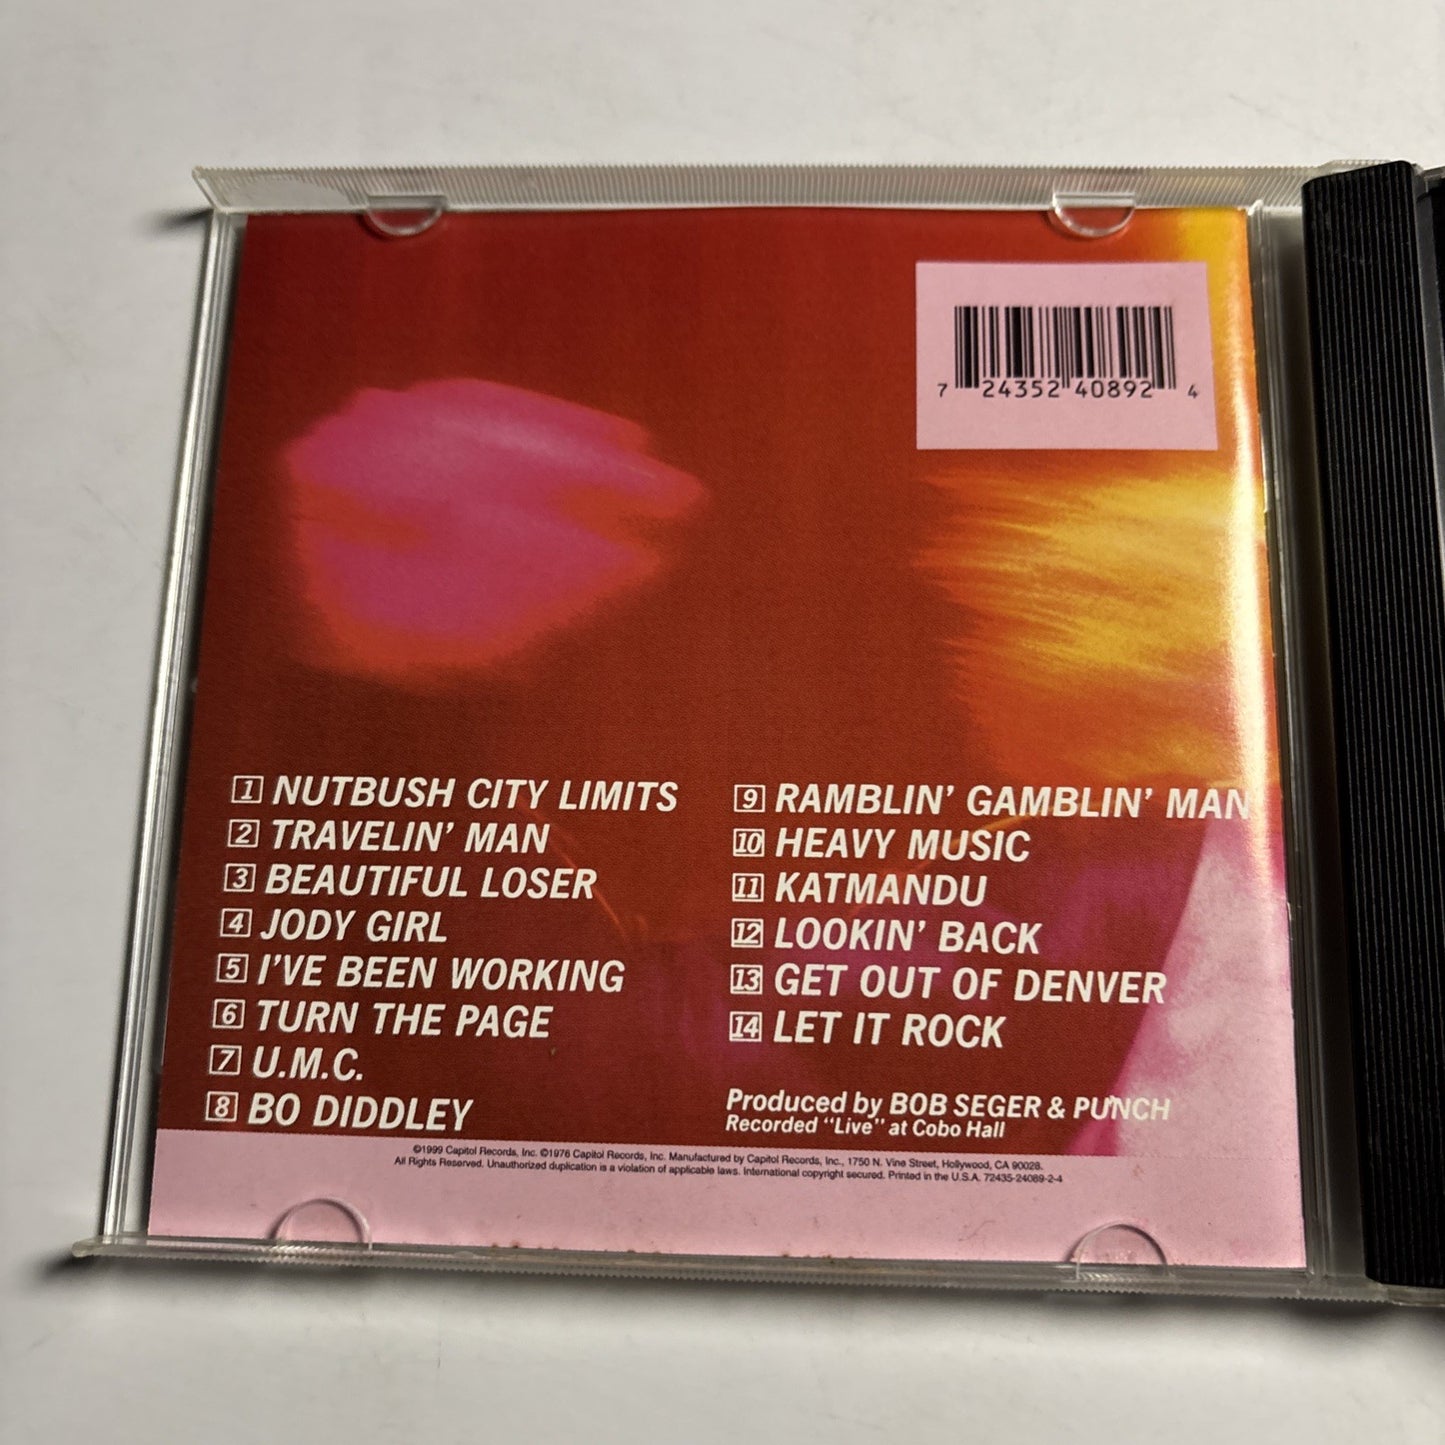 7 24352 40892 4
1 NUTBUSH CITY LIMITS
2 TRAVELIN' MAN
3 BEAUTIFUL LOSER
4 JODY GIRL
5 I'VE BEEN WORKING
6 TURN THE PAGE
7 U.M.C.
8 BO DIDDLEY
9 RAMBLIN' GAMBLIN' MAN
10 HEAVY MUSIC
11 KATMANDU
12 LOOKIN' BACK
13 GET OUT OF DENVER
14 LET IT ROCK
Produced by BOB SEGER & PUNCH
Recorded "Live" at Cobo Hall
©1999 Capitol Records, Inc. ©1976 Capitol Records, Inc. Manufactured by Capitol Records, Inc., 1750 N. Vine Street, Hollywood, CA 90028.
All Rights Reserved. Unauthorized duplication is a violation of applicable laws. International copyright secured. Printed in the U.S.A. 72435-24089-2-4